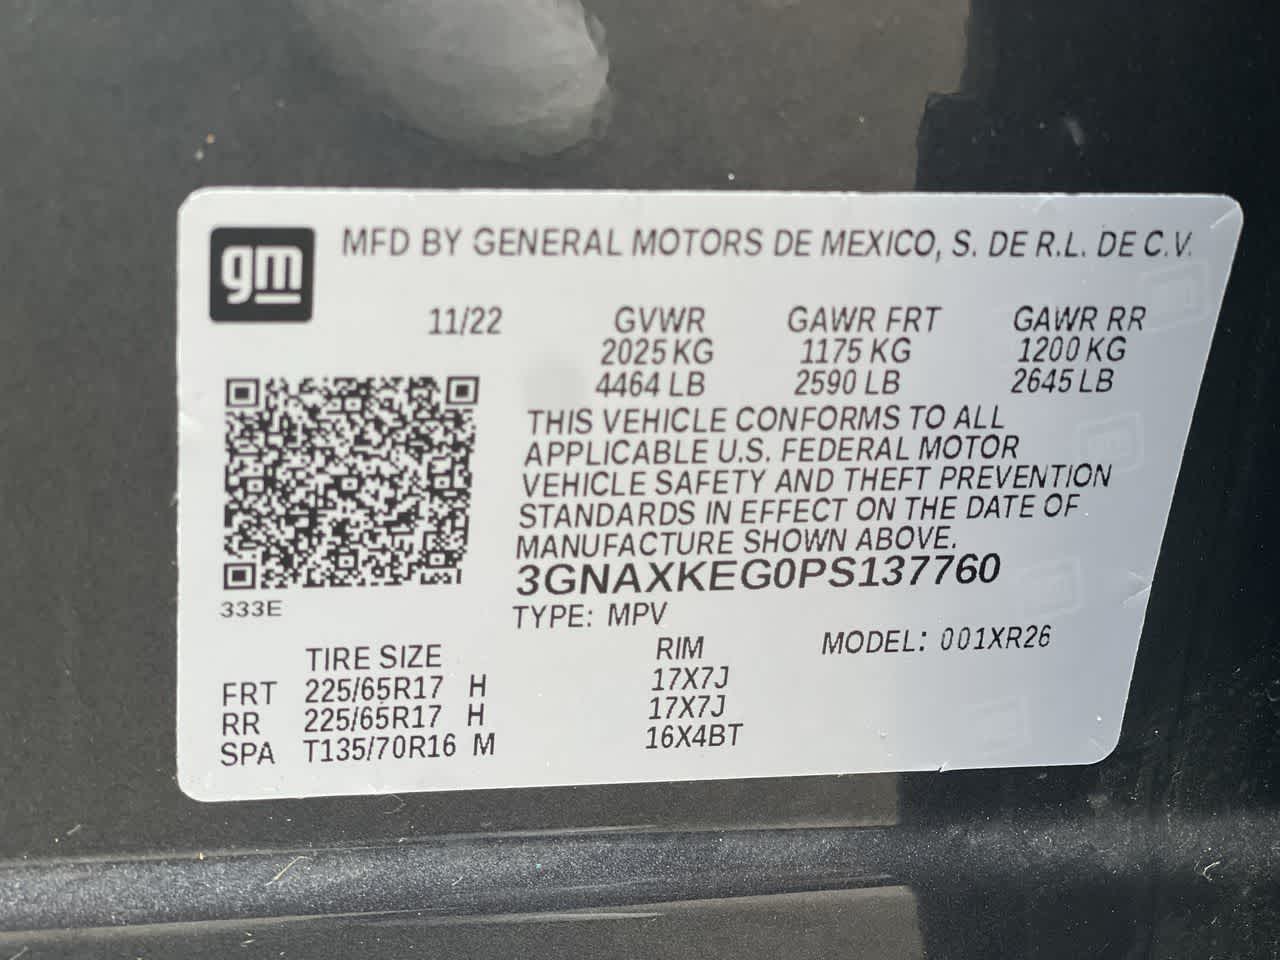 gm MFD BY GENERAL MOTORS DE MEXICO, S. DE R.L. DE C.V.
11/22 GVWR GAWR FRT GAWR RR
2025 KG 1175 KG 1200 KG
4464 LB 2590 LB 2645 LB
THIS VEHICLE CONFORMS TO ALL
APPLICABLE U.S. FEDERAL MOTOR
VEHICLE SAFETY AND THEFT PREVENTION
STANDARDS IN EFFECT ON THE DATE OF
MANUFACTURE SHOWN ABOVE.
3GNAXKEG0PS137760
333E
TYPE: MPV
TIRE SIZE RIM MODEL: 001XR26
FRT 225/65R17 H 17X7J
RR 225/65R17 H 17X7J
SPA T135/70R16 M 16X4BT